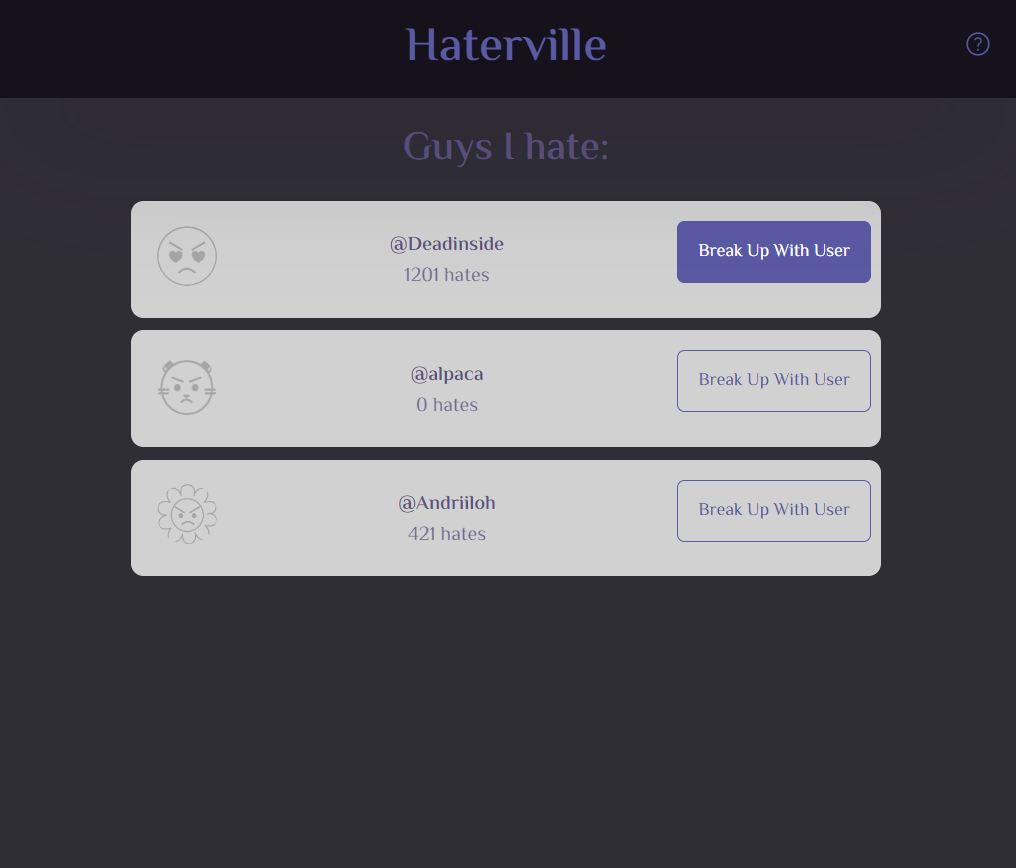 Haterville
?
Guys I hate:
@Deadinside
1201 hates
Break Up With User
@alpaca
0 hates
Break Up With User
@Andriiloh
421 hates
Break Up With User